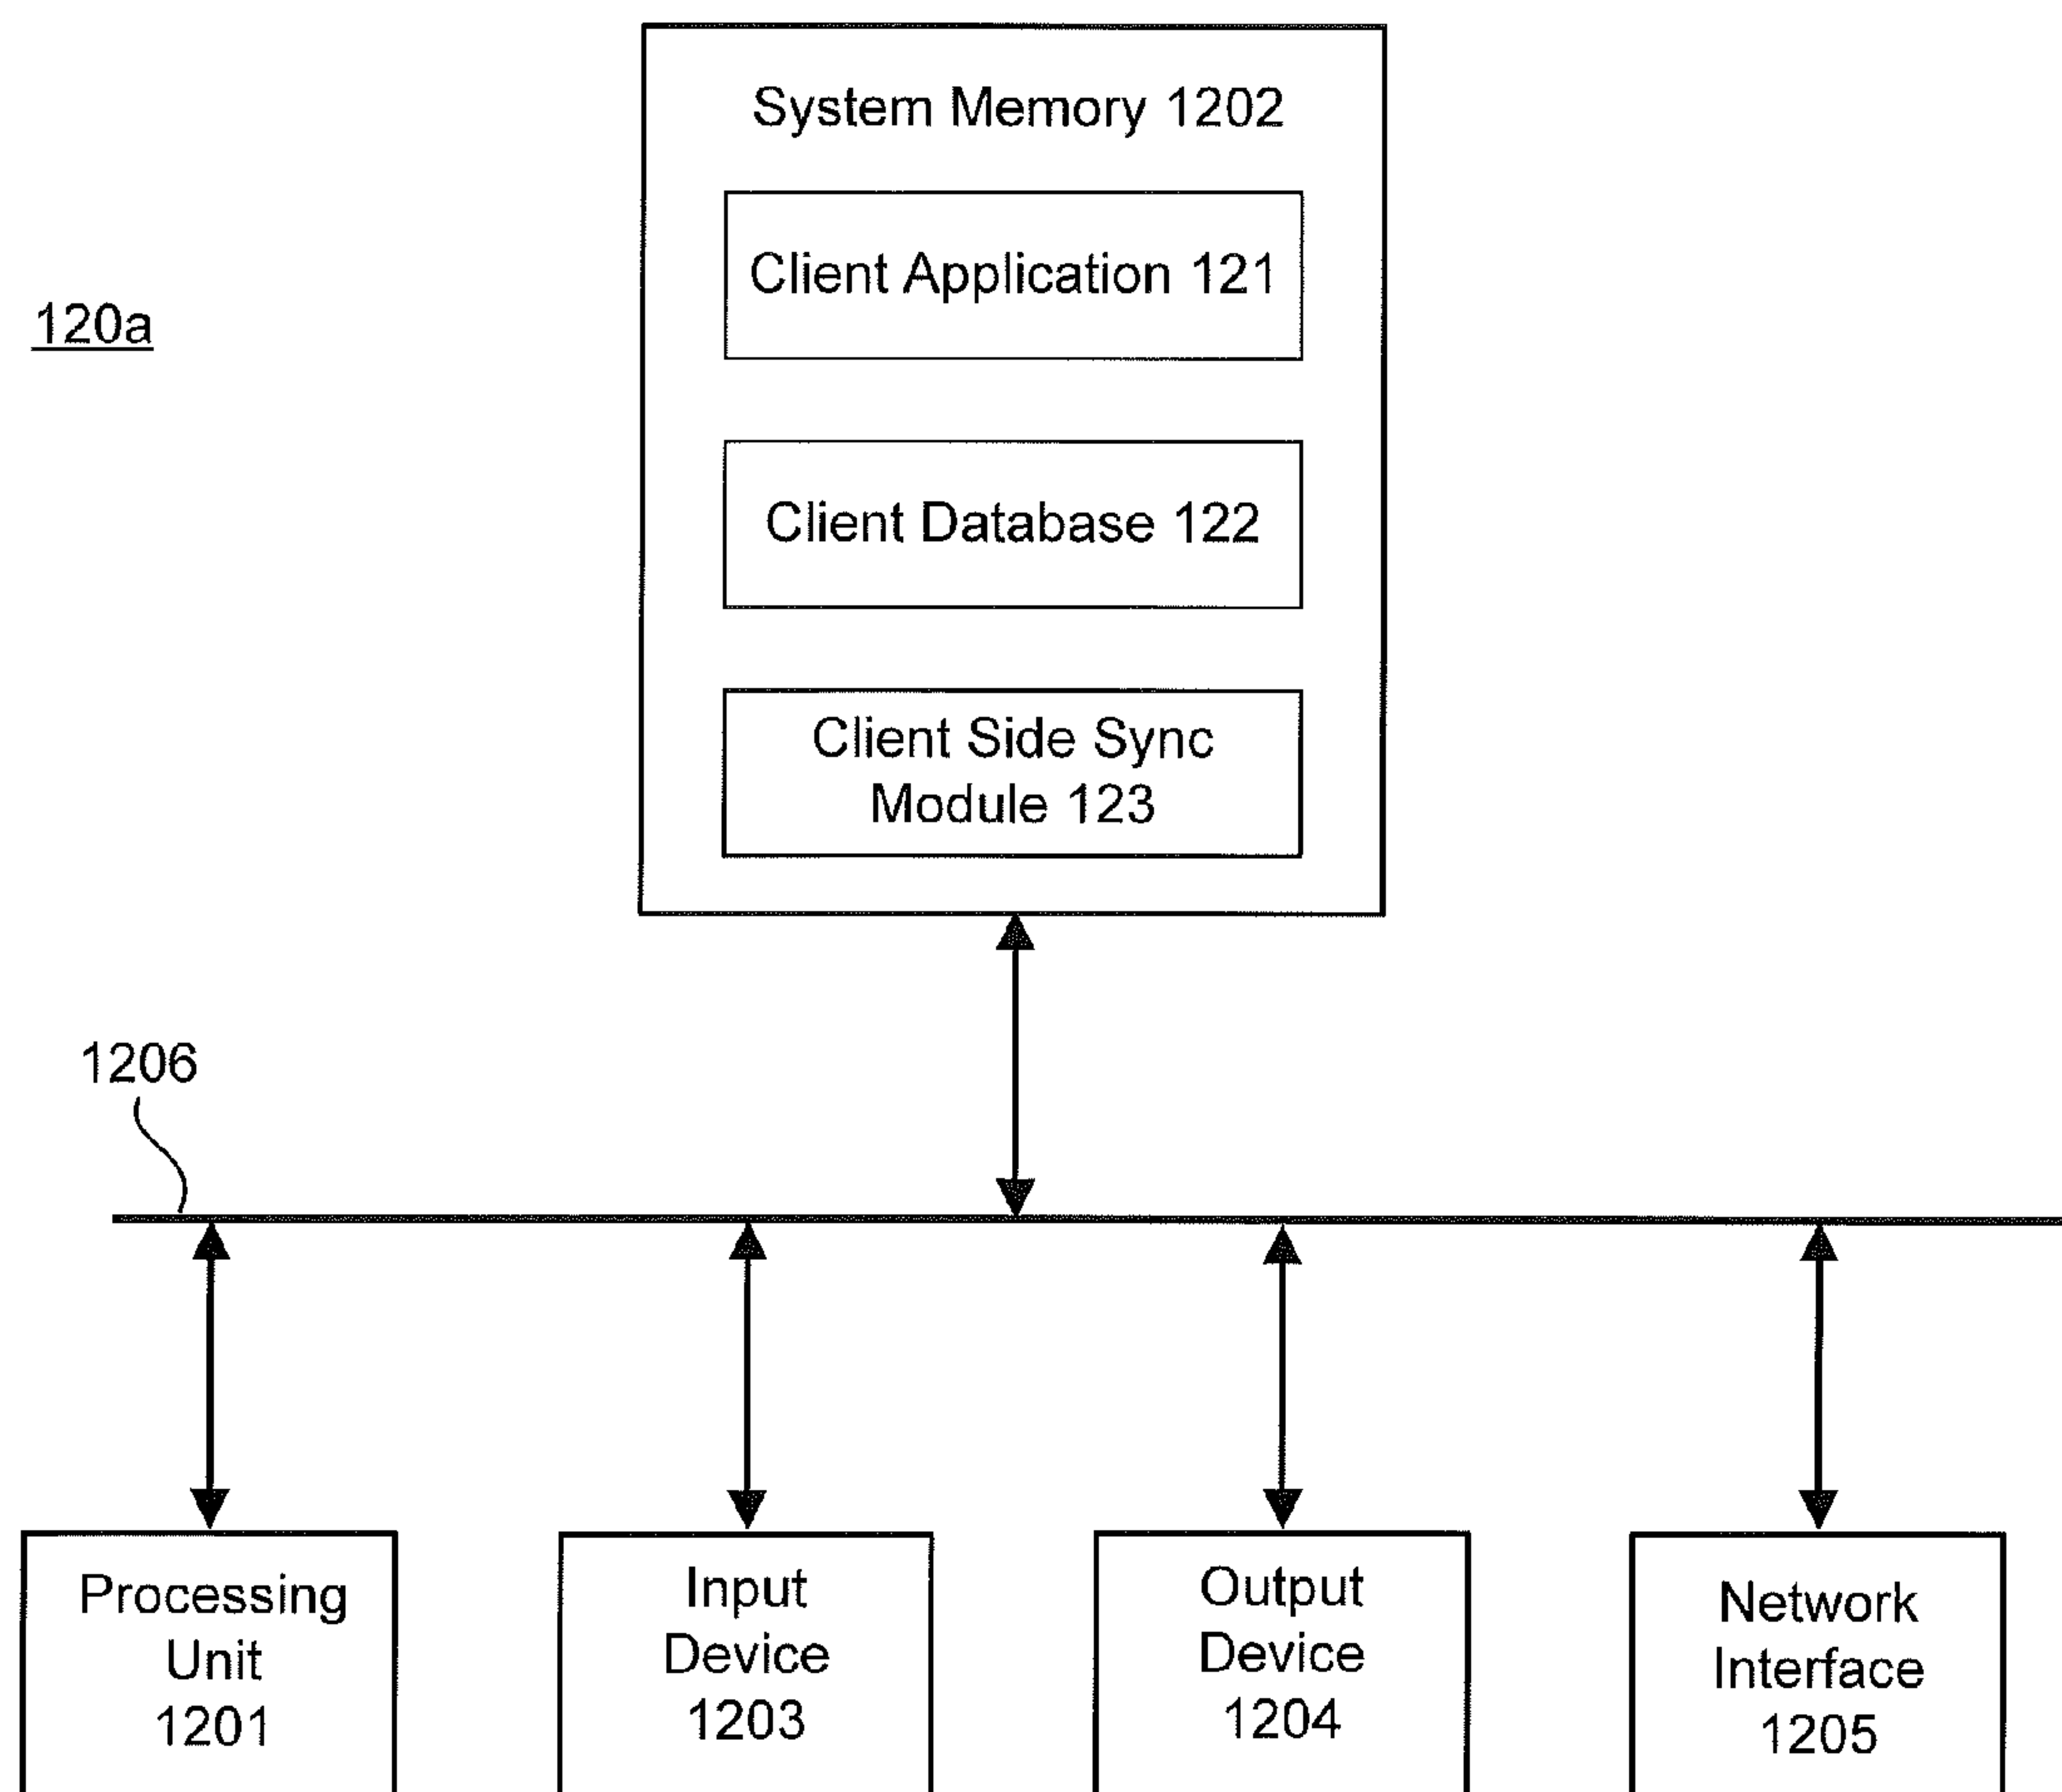 System Memory 1202
Client Application 121
120a
Client Database 122
Client Side Sync
Module 123
1206
Processing
Unit
1201
Input
Device
1203
Output
Device
1204
Network
Interface
1205